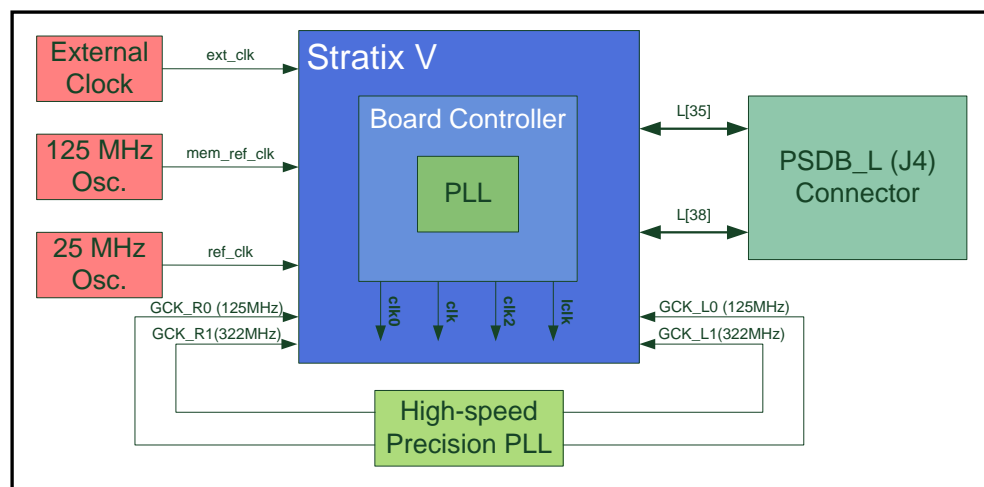 External
Clock
ext_clk
Stratix V
Board Controller
PLL
L[35]
125 MHz
Osc.
mem_ref_clk
PSDB_L (J4)
Connector
L[38]
25 MHz
Osc.
ref_clk
clk0
clk
clk2
lclk
GCK_R0 (125MHz)
GCK_R1(322MHz)
GCK_L0 (125MHz)
GCK_L1(322MHz)
High-speed
Precision PLL